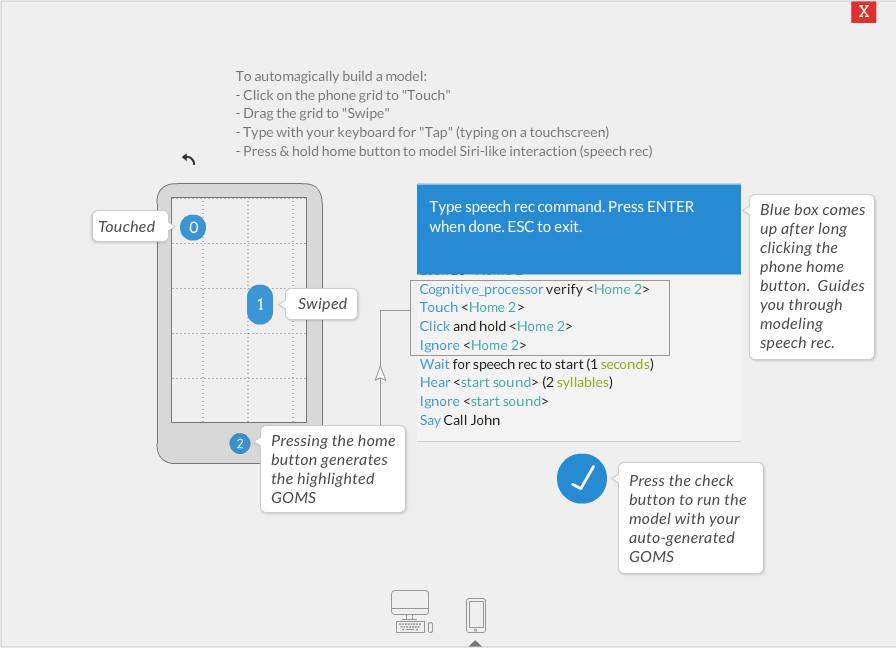 X
To automagically build a model:
- Click on the phone grid to "Touch"
- Drag the grid to "Swipe"
- Type with your keyboard for "Tap" (typing on a touchscreen)
- Press & hold home button to model Siri-like interaction (speech rec)
Touched
0
1
Swiped
2
Pressing the home
button generates
the highlighted
GOMS
Type speech rec command. Press ENTER
when done. ESC to exit.
Cognitive_processor verify <Home 2>
Touch <Home 2>
Click and hold <Home 2>
Ignore <Home 2>
Wait for speech rec to start (1 seconds)
Hear <start sound> (2 syllables)
Ignore <start sound>
Say Call John
Blue box comes
up after long
clicking the
phone home
button. Guides
you through
modeling
speech rec.
Press the check
button to run the
model with your
auto-generated
GOMS